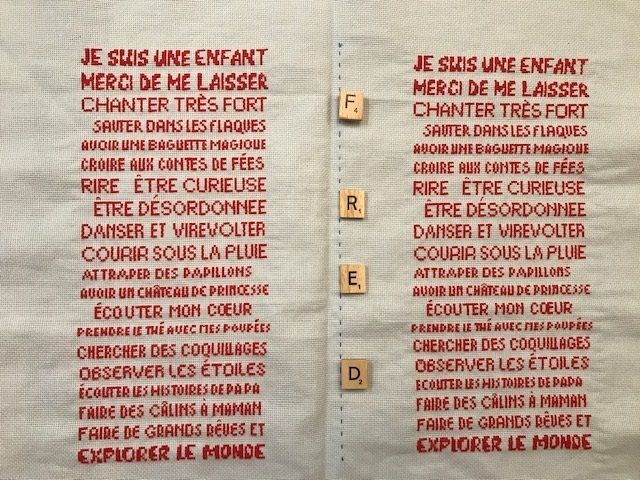 JE SUIS UNE ENFANT
MERCI DE ME LAISSER
CHANTER TRÈS FORT
SAUTER DANS LES FLAQUES
AVOIR UNE BAGUETTE MAGIQUE
CROIRE AUX CONTES DE FÉES
RIRE ÊTRE CURIEUSE
ÊTRE DÉSORDONNEE
DANSER ET VIREVOLTER
COURIR SOUS LA PLUIE
ATTRAPER DES PAPILLONS
AVOIR UN CHÂTEAU DE PRINCESSE
ÉCOUTER MON CŒUR
PRENDRE LE THÉ AVEC MES POUPÉES
CHERCHER DES COQUILLAGES
OBSERVER LES ÉTOILES
ÉCOUTER LES HISTOIRES DE PAPA
FAIRE DES CÂLINS À MAMAN
FAIRE DE GRANDS RÊVES ET
EXPLORER LE MONDE
F4
R1
E1
D2
JE SUIS UNE ENFANT
MERCI DE ME LAISSER
CHANTER TRÈS FORT
SAUTER DANS LES FLAQUES
AVOIR UNE BAGUETTE MAGIQUE
CROIRE AUX CONTES DE FÉES
RIRE ÊTRE CURIEUSE
ÊTRE DÉSORDONNEE
DANSER ET VIREVOLTER
COURIR SOUS LA PLUIE
ATTRAPER DES PAPILLONS
AVOIR UN CHÂTEAU DE PRINCESSE
ÉCOUTER MON CŒUR
PRENDRE LE THÉ AVEC MES POUPÉES
CHERCHER DES COQUILLAGES
OBSERVER LES ÉTOILES
ECOUTER LES HISTOIRES DE PAPA
FAIRE DES CÂLINS À MAMAN
FAIRE DE GRANDS RÊVES ET
EXPLORER LE MONDE